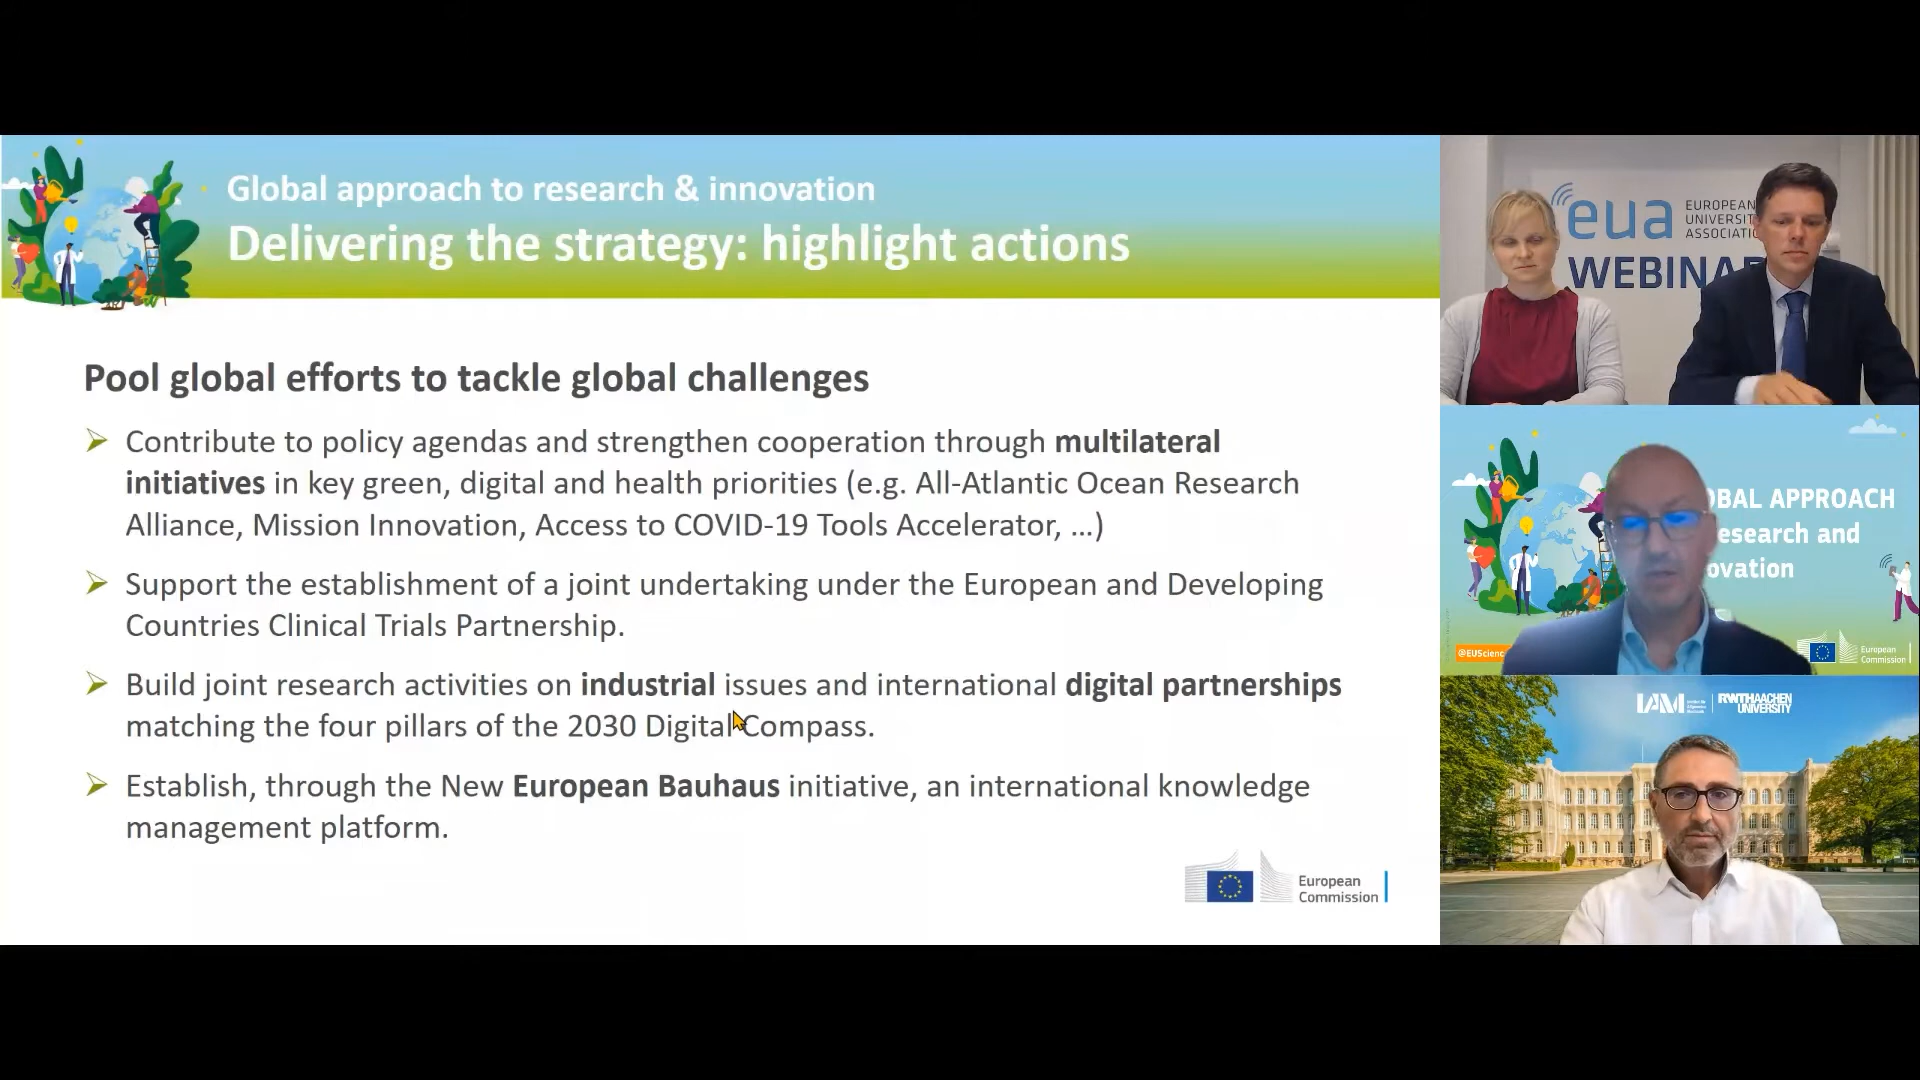 Global approach to research & innovation
Delivering the strategy: highlight actions
Pool global efforts to tackle global challenges
Contribute to policy agendas and strengthen cooperation through multilateral
initiatives in key green, digital and health priorities (e.g. All-Atlantic Ocean Research
Alliance, Mission Innovation, Access to COVID-19 Tools Accelerator, …)
Support the establishment of a joint undertaking under the European and Developing
Countries Clinical Trials Partnership.
Build joint research activities on industrial issues and international digital partnerships
matching the four pillars of the 2030 Digital Compass.
Establish, through the New European Bauhaus initiative, an international knowledge
management platform.
European
Commission
eua
EUROPEAN
UNIVERSIT
ASSOCIATIO
WEBINAR
OBAL APPROACH
esearch and
ovation
@EUScienc
European
Commission
IAM
RWTHAACHEN
UNIVERSITY